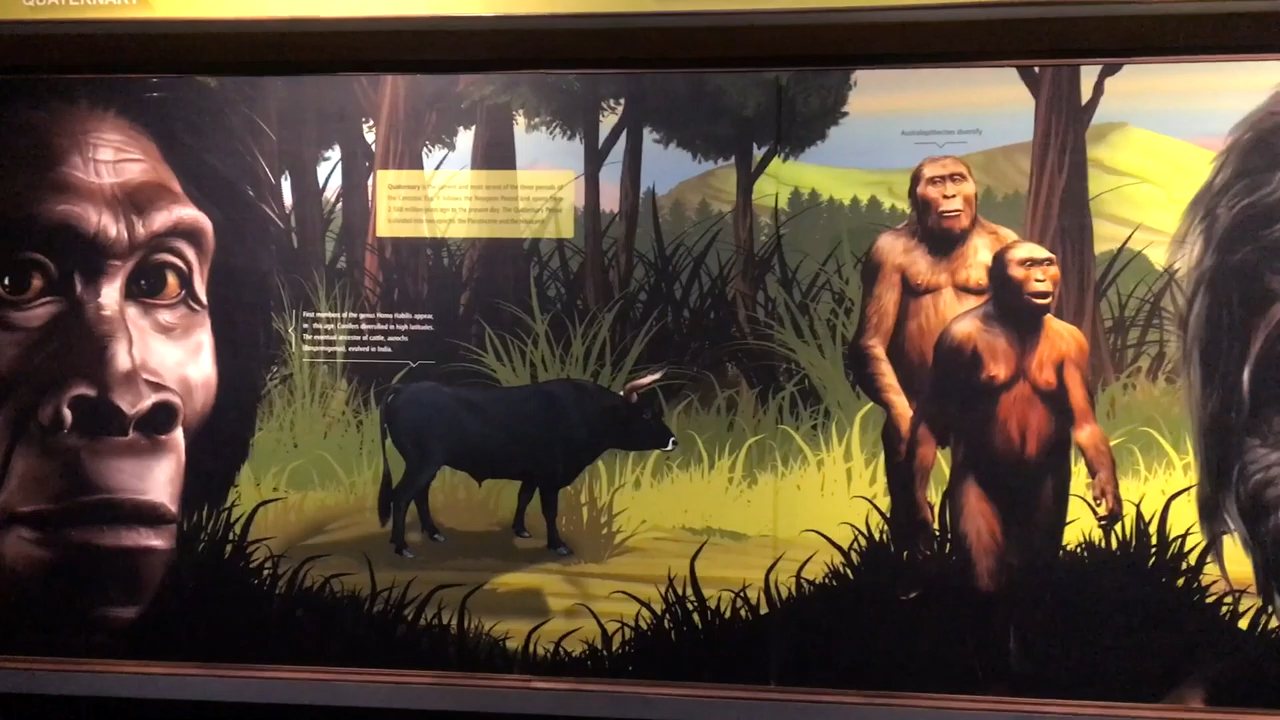 QUATERNARY
Australopithecines diversify
Quaternary is the current and most recent of the three periods of
the Cenozoic Era. It follows the Neogene Period and spans from
2.588 million years ago to the present day. The Quaternary Period
is divided into two epochs: the Pleistocene and the Holocene
First members of the genus Homo Habilis appear,
in this age. Conifers diversified in high latitudes.
The eventual ancestor of cattle, aurochs
evolved in India.